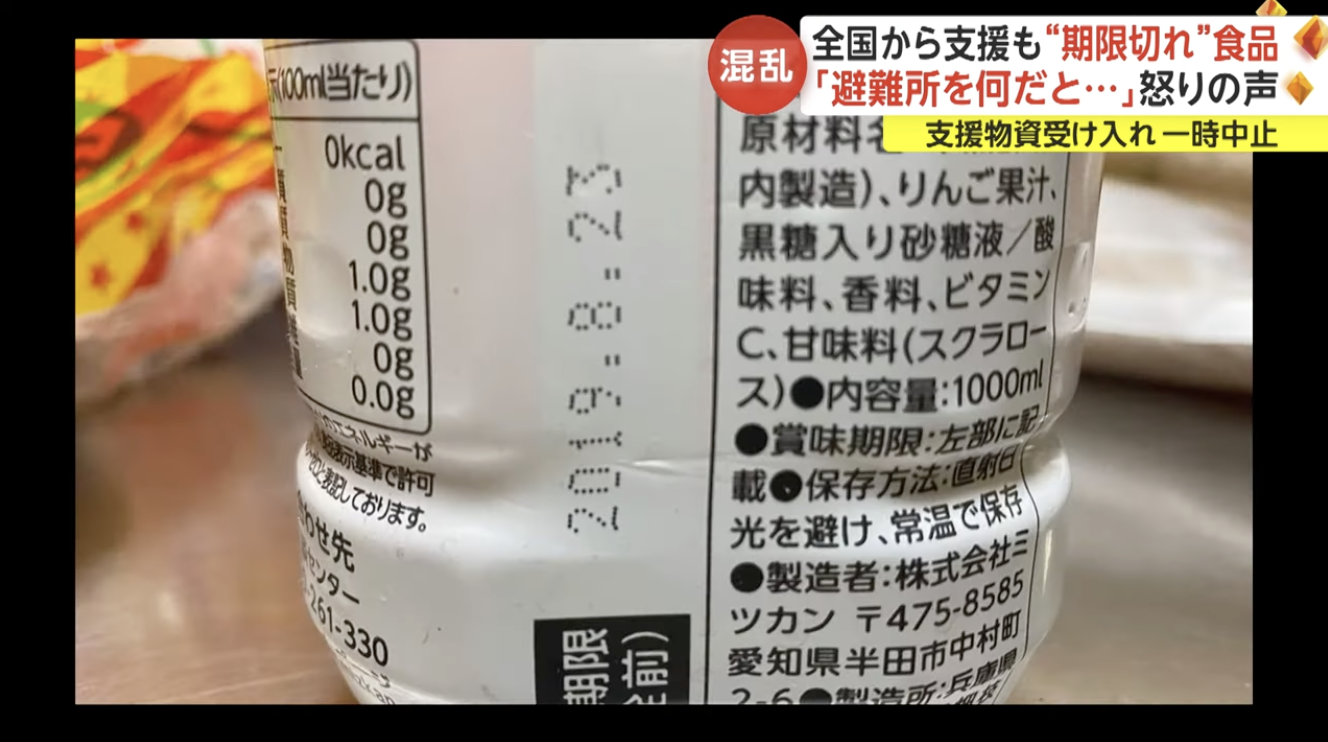 混乱
全国から支援も“期限切れ”食品
「避難所を何だと…」怒りの声
支援物資受け入れ 一時中止
(100ml当たり)
0kcal
0g
0g
1.0g
1.0g
0g
0.0g
エネルギーが
表示基準で許可
表記しております。
わせ先
センター
261-330
2019.8.23
期限
前)
原材料名
内製造)、りんご果汁、
黒糖入り砂糖液/酸
味料、香料、ビタミン
C、甘味料(スクラロー
ス)●内容量:1000ml
●賞味期限:左部に記
載●保存方法:直射日
光を避け、常温で保存
●製造者:株式会社ミ
ツカン 〒475-8585
愛知県半田市中村町
2-6●製造所:兵庫県